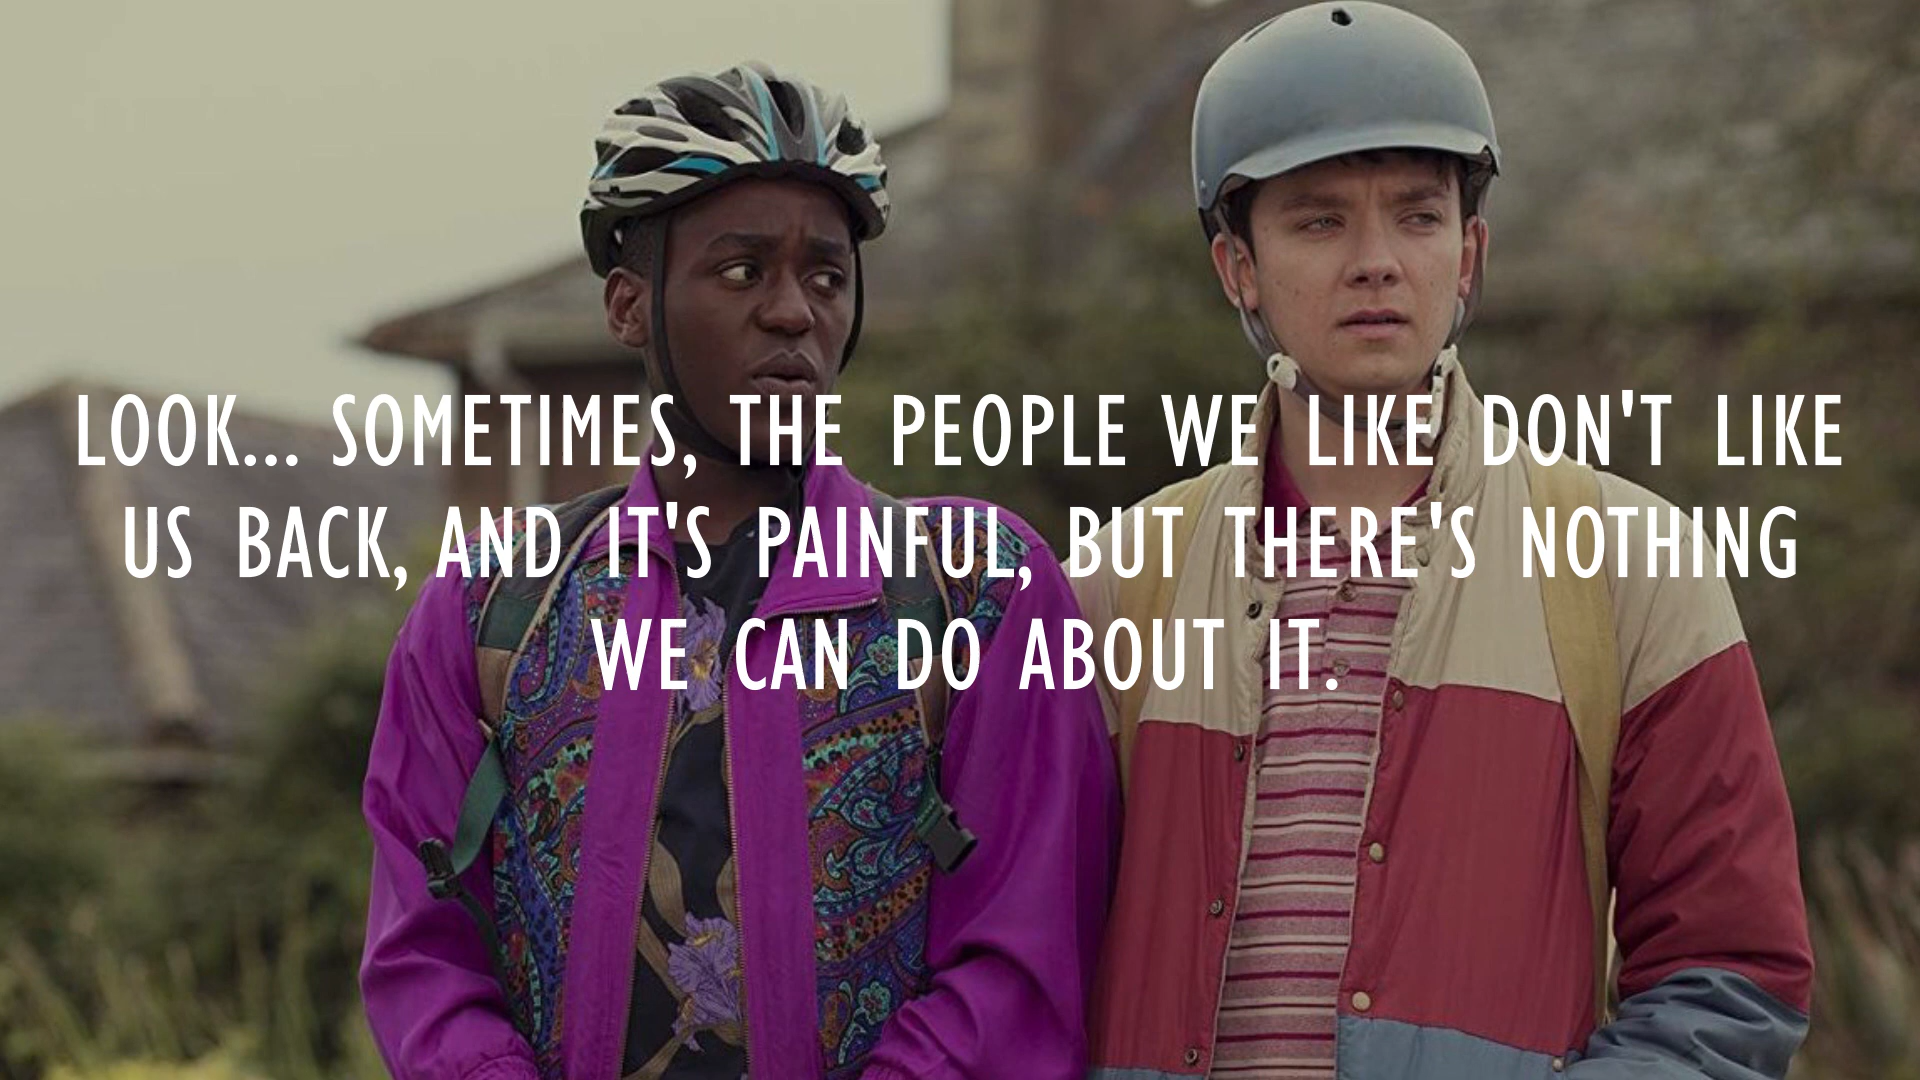 LOOK... SOMETIMES, THE PEOPLE WE LIKE DON'T LIKE
US BACK, AND IT'S PAINFUL, BUT THERE'S NOTHING
WE CAN DO ABOUT IT.